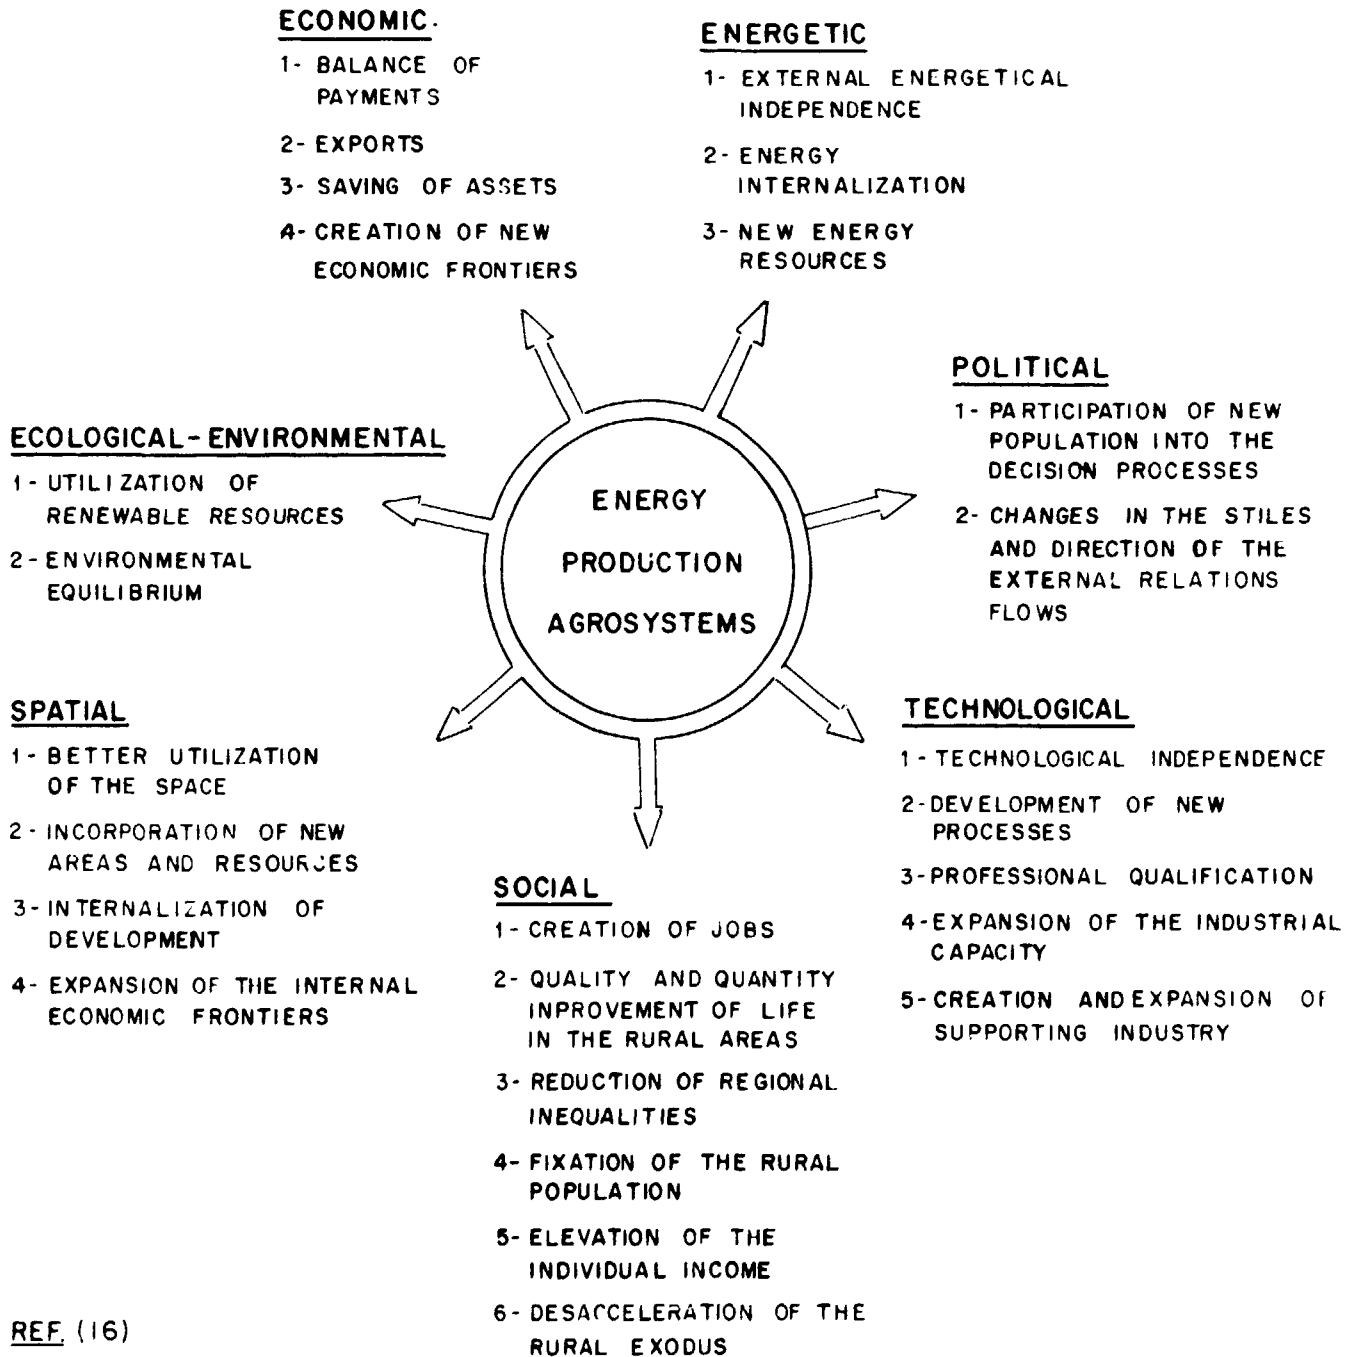 ECONOMIC.
1- BALANCE OF
PAYMENTS
2- EXPORTS
3- SAVING OF ASSETS
4- CREATION OF NEW
ECONOMIC FRONTIERS
ENERGETIC
1- EXTERNAL ENERGETICAL
INDEPENDENCE
2- ENERGY
INTERNALIZATION
3- NEW ENERGY
RESOURCES
POLITICAL
1- PARTICIPATION OF NEW
POPULATION INTO THE
DECISION PROCESSES
2- CHANGES IN THE STILES
AND DIRECTION OF THE
EXTERNAL RELATIONS
FLOWS
ECOLOGICAL-ENVIRONMENTAL
1- UTILIZATION OF
RENEWABLE RESOURCES
2- ENVIRONMENTAL
EQUILIBRIUM
ENERGY
PRODUCTION
AGROSYSTEMS
SPATIAL
1- BETTER UTILIZATION
OF THE SPACE
2- INCORPORATION OF NEW
AREAS AND RESOURCES
3- INTERNALIZATION OF
DEVELOPMENT
4- EXPANSION OF THE INTERNAL
ECONOMIC FRONTIERS
TECHNOLOGICAL
1- TECHNOLOGICAL INDEPENDENCE
2- DEVELOPMENT OF NEW
PROCESSES
3- PROFESSIONAL QUALIFICATION
4- EXPANSION OF THE INDUSTRIAL
CAPACITY
5- CREATION AND EXPANSION OF
SUPPORTING INDUSTRY
SOCIAL
1- CREATION OF JOBS
2- QUALITY AND QUANTITY
INPROVEMENT OF LIFE
IN THE RURAL AREAS
3- REDUCTION OF REGIONAL
INEQUALITIES
4- FIXATION OF THE RURAL
POPULATION
5- ELEVATION OF THE
INDIVIDUAL INCOME
6- DESACCELERATION OF THE
RURAL EXODUS
REF. (16)